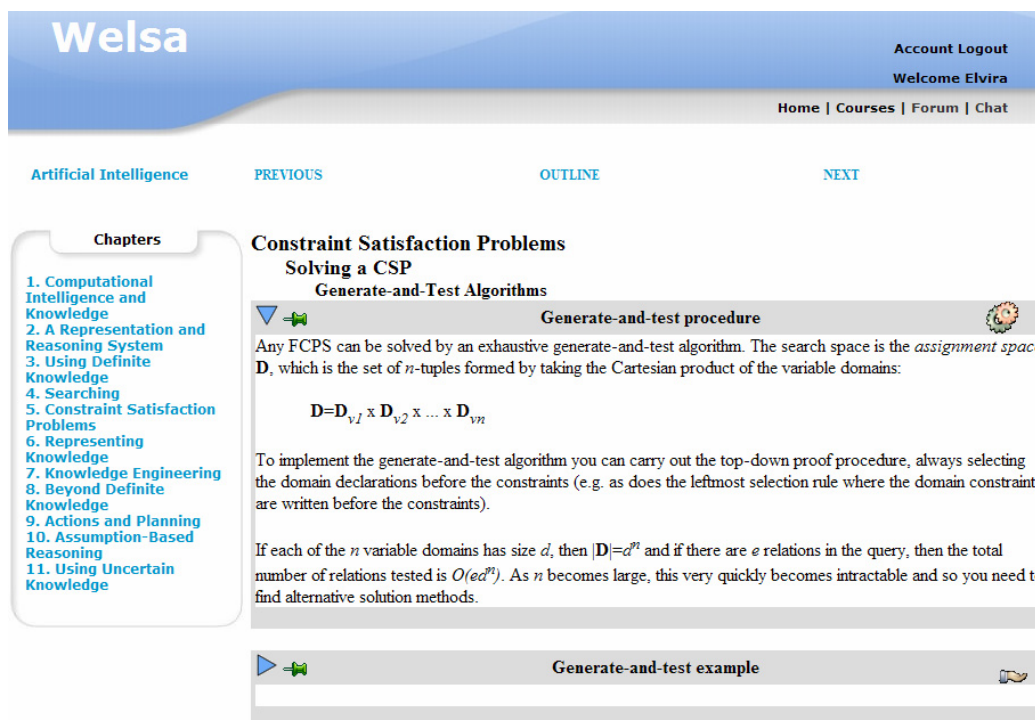 Welsa
Account Logout
Welcome Elvira
Home | Courses | Forum | Chat
Artificial Intelligence
PREVIOUS
OUTLINE
NEXT
Chapters
1. Computational
Intelligence and
Knowledge
2. A Representation and
Reasoning System
3. Using Definite
Knowledge
4. Searching
5. Constraint Satisfaction
Problems
6. Representing
Knowledge
7. Knowledge Engineering
8. Beyond Definite
Knowledge
9. Actions and Planning
10. Assumption-Based
Reasoning
11. Using Uncertain
Knowledge
Constraint Satisfaction Problems
Solving a CSP
Generate-and-Test Algorithms
Generate-and-test procedure
Any FCPS can be solved by an exhaustive generate-and-test algorithm. The search space is the assignment space
D, which is the set of n-tuples formed by taking the Cartesian product of the variable domains:
D=Dv1 x Dv2 x ... x Dvn
To implement the generate-and-test algorithm you can carry out the top-down proof procedure, always selecting
the domain declarations before the constraints (e.g. as does the leftmost selection rule where the domain constraint
are written before the constraints).
If each of the n variable domains has size d, then |D|=dⁿ and if there are e relations in the query, then the total
number of relations tested is O(edⁿ). As n becomes large, this very quickly becomes intractable and so you need t
find alternative solution methods.
Generate-and-test example